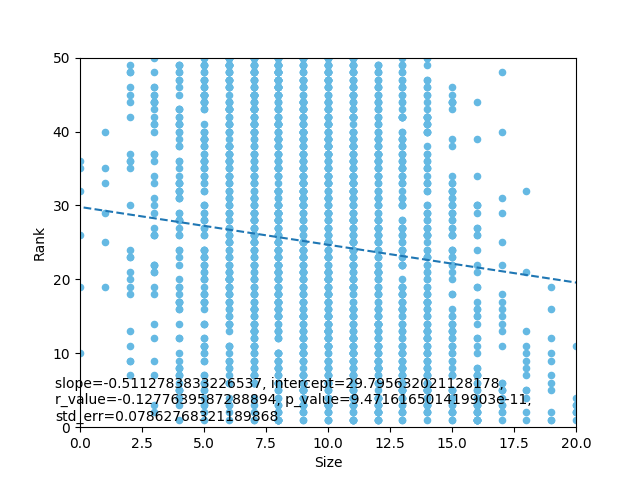 50
40
30
20
10
0
Rank
slope=-0.5112783833226537, intercept=29.795632021128178,
r_value=-0.1277639587288894, p_value=9.471616501419903e-11,
std_err=0.07862768321189868
0.0 2.5 5.0 7.5 10.0 12.5 15.0 17.5 20.0
Size